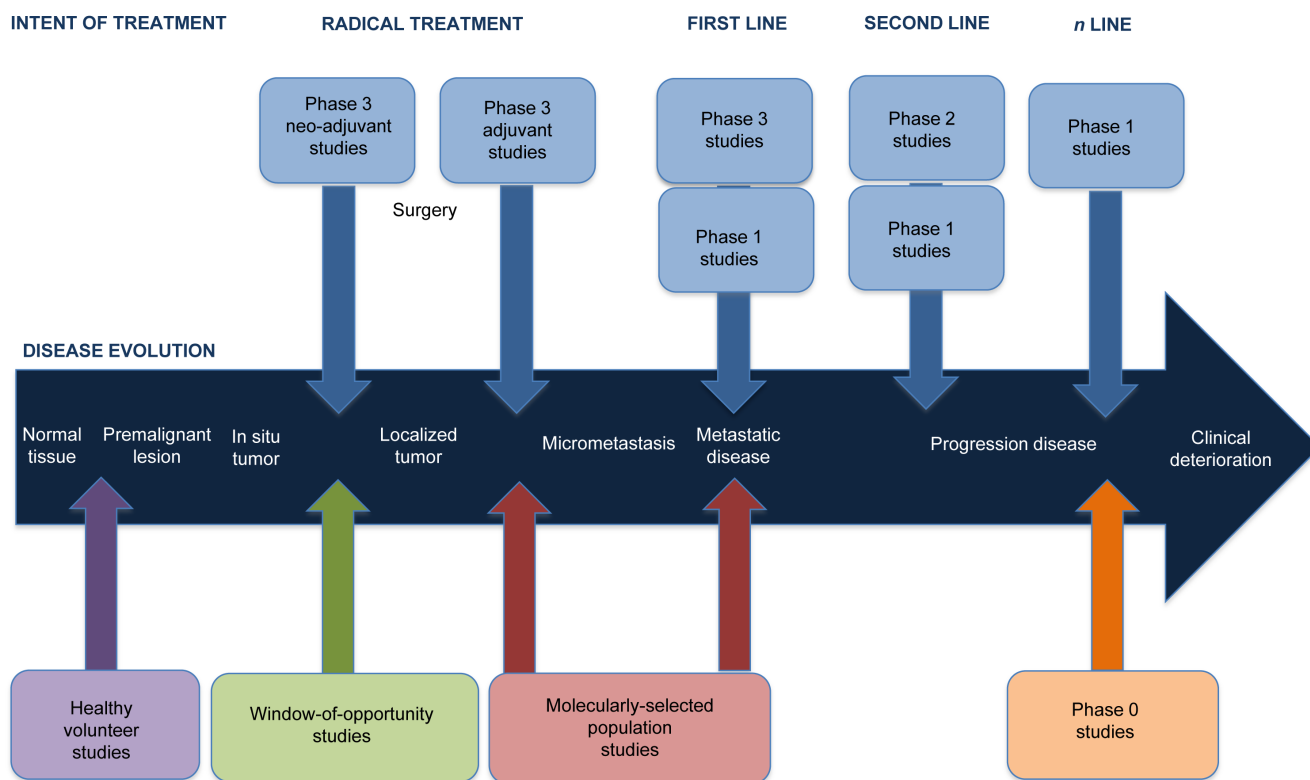 INTENT OF TREATMENT
RADICAL TREATMENT
FIRST LINE
SECOND LINE
n LINE
Phase 3
neo-adjuvant
studies
Phase 3
adjuvant
studies
Phase 3
studies
Phase 2
studies
Phase 1
studies
Surgery
Phase 1
studies
Phase 1
studies
DISEASE EVOLUTION
Normal
tissue
Premalignant
lesion
In situ
tumor
Localized
tumor
Micrometastasis
Metastatic
disease
Progression disease
Clinical
deterioration
Healthy
volunteer
studies
Window-of-opportunity
studies
Molecularly-selected
population
studies
Phase 0
studies